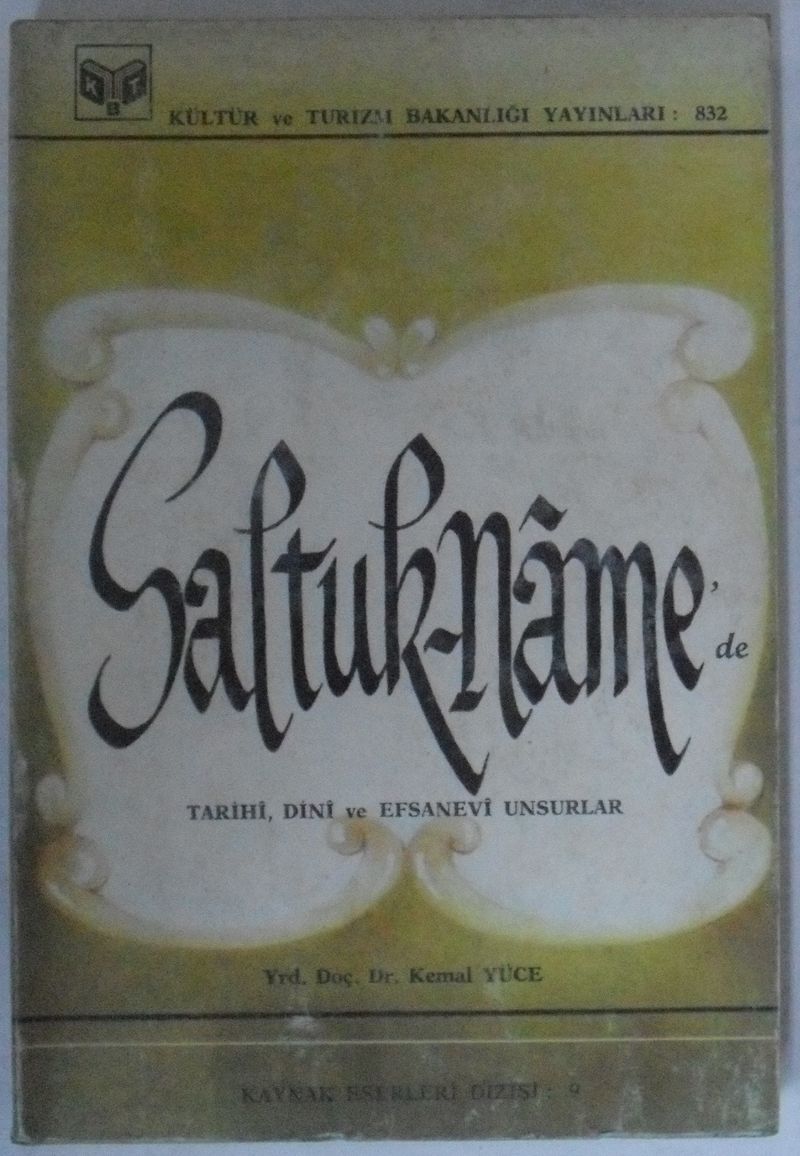 K B T
KÜLTÜR ve TURIZM BAKANLIĞI YAYINLARI : 832
Saltuk-Nâme'de
TARİHÎ, DİNÎ ve EFSANEVÎ UNSURLAR
Yrd. Doç. Dr. Kemal YÜCE
KAYNAK ESERLERİ DİZİSİ : 9